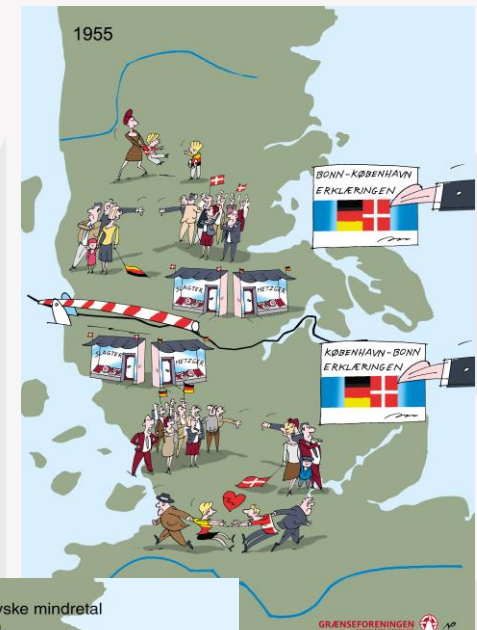 1955
BONN-KØBENHAVN
ERKLÆRINGEN
SLAGTER
METZGER
SLAGTER
METZGER
KØBENHAVN-BONN
ERKLÆRINGEN
yske mindretal
GRÆNSEFORENINGEN